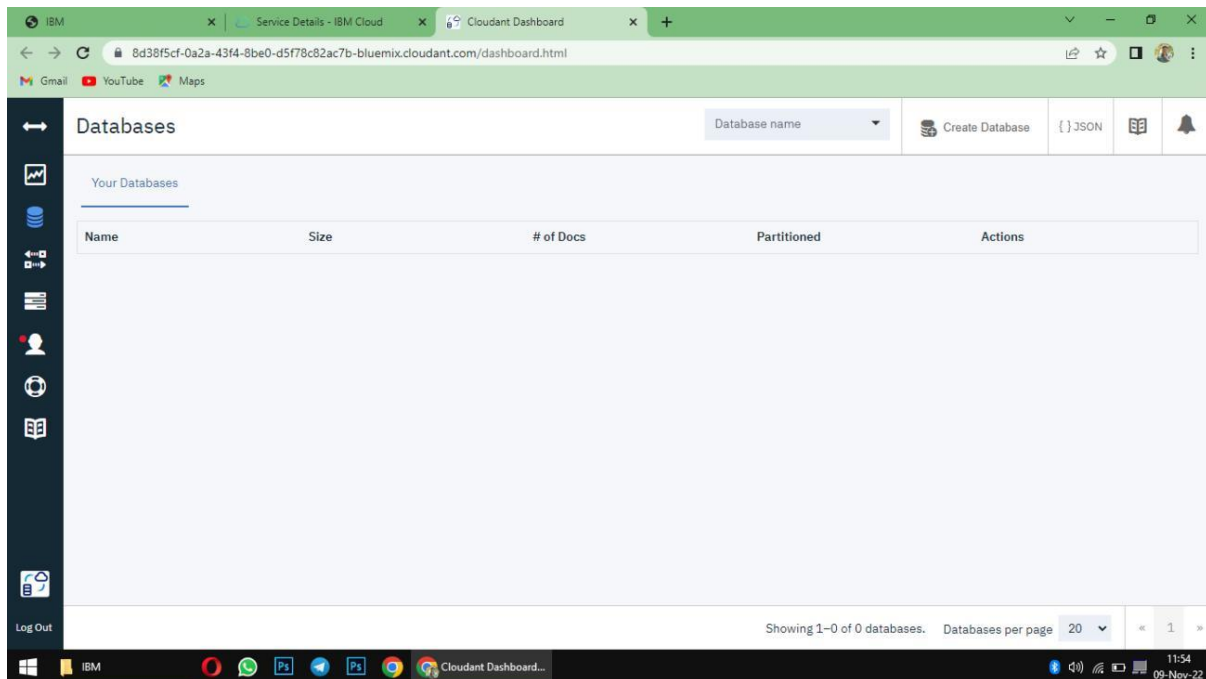 IBM
Service Details - IBM Cloud
Cloudant Dashboard
8d38f5cf-0a2a-43f4-8be0-d5f78c82ac7b-bluemix.cloudant.com/dashboard.html
Gmail YouTube Maps
Databases
Database name
Create Database
{ } JSON
Your Databases
Name Size # of Docs Partitioned Actions
Showing 1–0 of 0 databases. Databases per page 20 « 1 »
Log Out
IBM
Ps
Ps
Cloudant Dashboard...
11:54
09-Nov-22